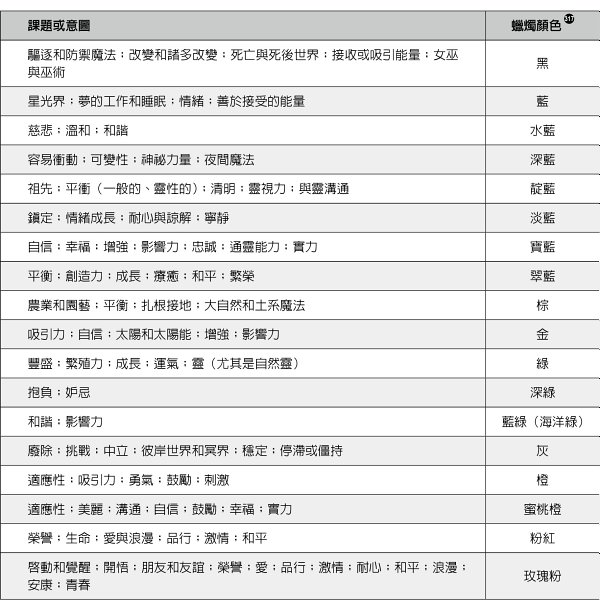 課題或意圖 蠟燭顏色 317
驅逐和防禦魔法；改變和諸多改變；死亡與死後世界；接收或吸引能量；女巫
與巫術 黑
星光界；夢的工作和睡眠；情緒；善於接受的能量 藍
慈悲；溫和；和諧 水藍
容易衝動；可變性；神祕力量；夜間魔法 深藍
祖先；平衡（一般的、靈性的）；清明；靈視力；與靈溝通 靛藍
鎮定；情緒成長；耐心與諒解；寧靜 淡藍
自信；幸福；增強；影響力；忠誠；通靈能力；實力 寶藍
平衡；創造力；成長；療癒；和平；繁榮 翠藍
農業和園藝；平衡；扎根接地；大自然和土系魔法 棕
吸引力；自信；太陽和太陽能；增強；影響力 金
豐盛；繁殖力；成長；運氣；靈（尤其是自然靈） 綠
抱負；妒忌 深綠
和諧；影響力 藍綠（海洋綠）
廢除；挑戰；中立；彼岸世界和冥界；穩定；停滯或僵持 灰
適應性；吸引力；勇氣；鼓勵；刺激 橙
適應性；美麗；溝通；自信；鼓勵；幸福；實力 蜜桃橙
榮譽；生命；愛與浪漫；品行；激情；和平 粉紅
啓動和覺醒；開悟；朋友和友誼；榮譽；愛；品行；激情；耐心；和平；浪漫；
安康；青春 玫瑰粉